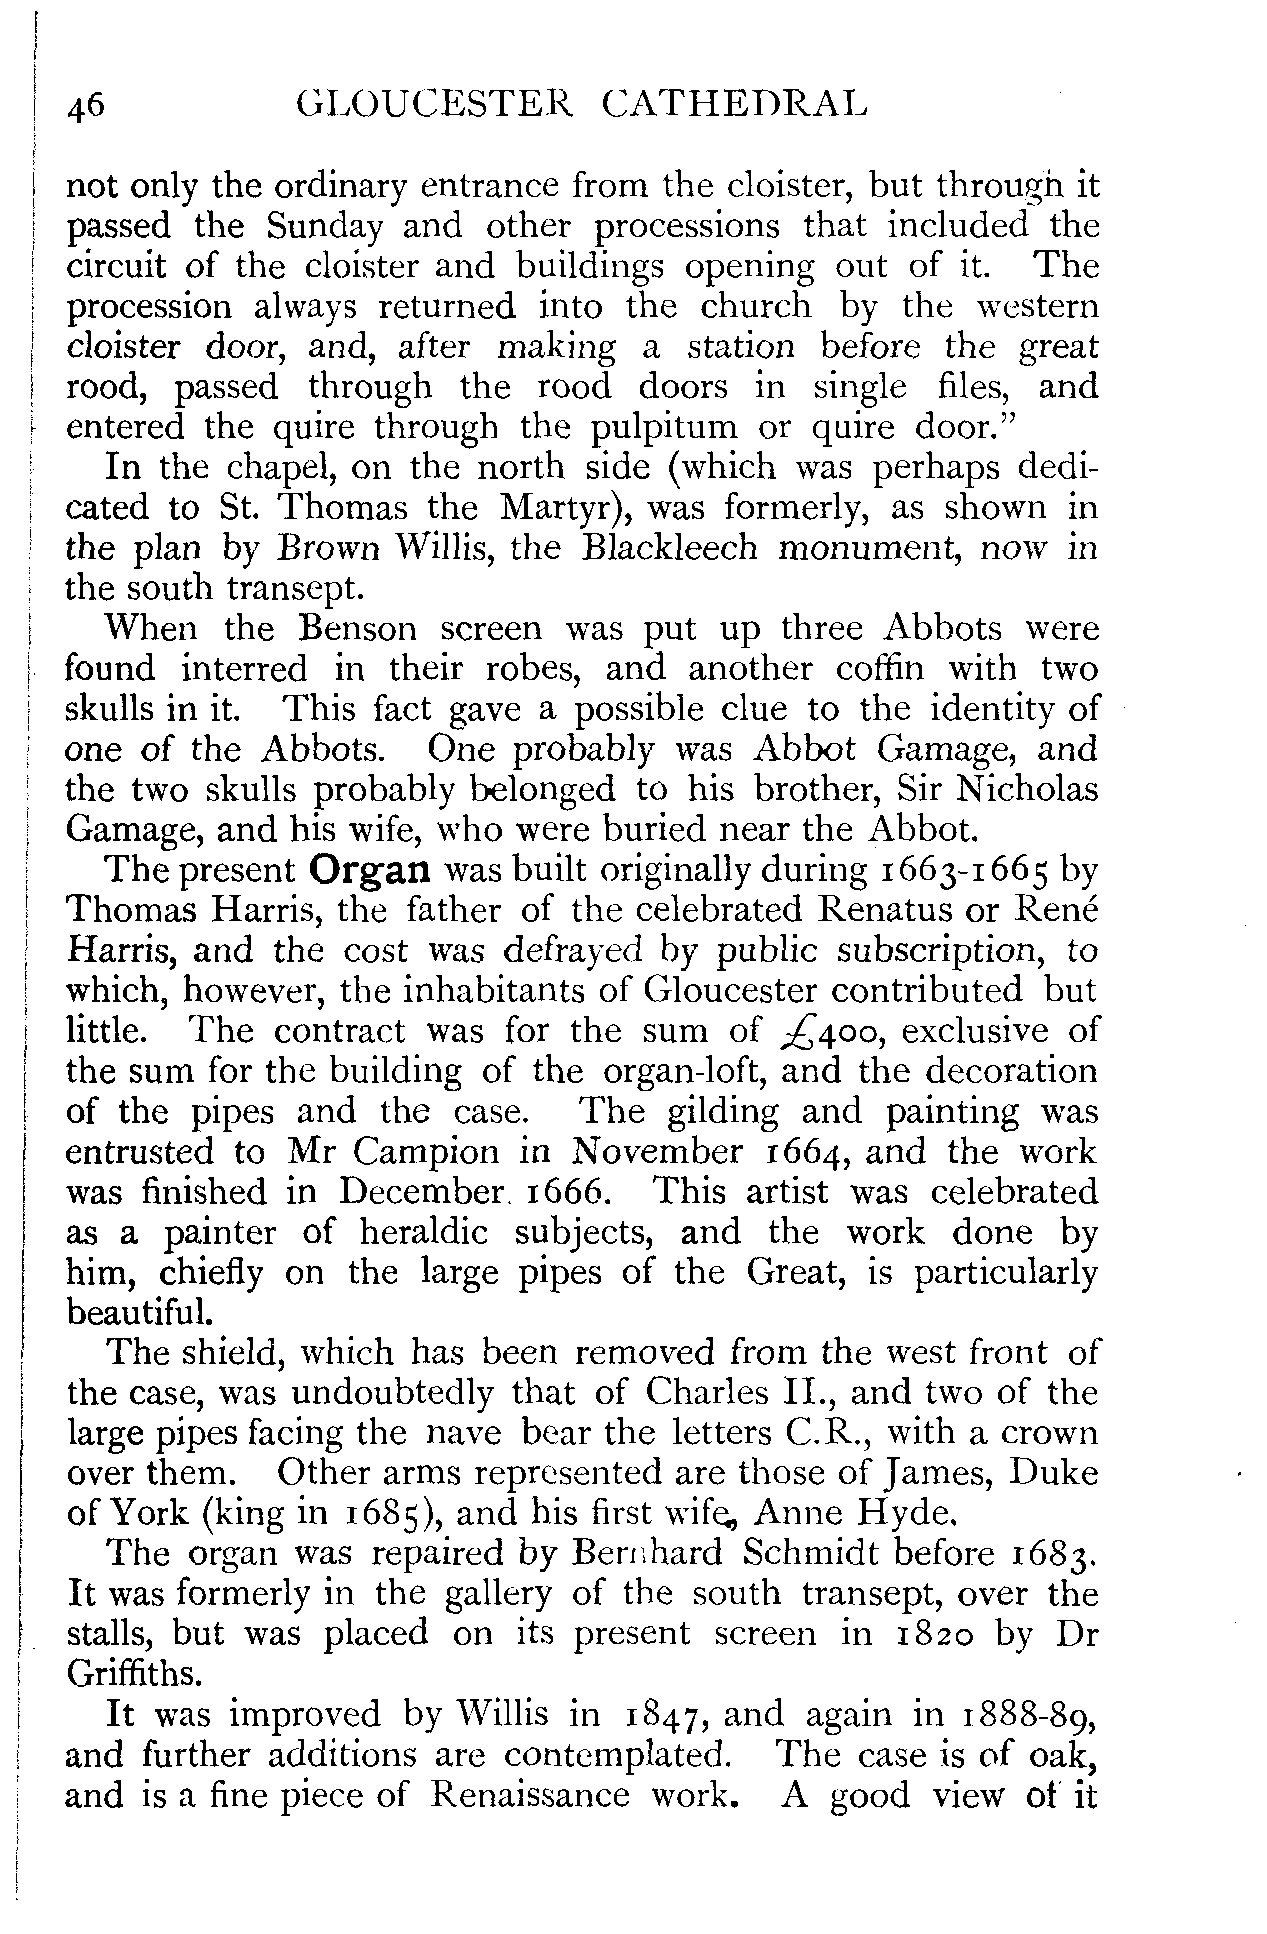 46 GLOUCESTER CATHEDRAL
not only the ordinary entrance from the cloister, but through it
passed the Sunday and other processions that included the
circuit of the cloister and buildings opening out of it. The
procession always returned into the church by the western
cloister door, and, after making a station before the great
rood, passed through the rood doors in single files, and
entered the quire through the pulpitum or quire door.”
In the chapel, on the north side (which was perhaps dedi-
cated to St. Thomas the Martyr), was formerly, as shown in
the plan by Brown Willis, the Blackleech monument, now in
the south transept.
When the Benson screen was put up three Abbots were
found interred in their robes, and another coffin with two
skulls in it. This fact gave a possible clue to the identity of
one of the Abbots. One probably was Abbot Gamage, and
the two skulls probably belonged to his brother, Sir Nicholas
Gamage, and his wife, who were buried near the Abbot.
The present Organ was built originally during 1663-1665 by
Thomas Harris, the father of the celebrated Renatus or René
Harris, and the cost was defrayed by public subscription, to
which, however, the inhabitants of Gloucester contributed but
little. The contract was for the sum of £400, exclusive of
the sum for the building of the organ-loft, and the decoration
of the pipes and the case. The gilding and painting was
entrusted to Mr Campion in November 1664, and the work
was finished in December. 1666. This artist was celebrated
as a painter of heraldic subjects, and the work done by
him, chiefly on the large pipes of the Great, is particularly
beautiful.
The shield, which has been removed from the west front of
the case, was undoubtedly that of Charles II., and two of the
large pipes facing the nave bear the letters C.R., with a crown
over them. Other arms represented are those of James, Duke
of York (king in 1685), and his first wife, Anne Hyde.
The organ was repaired by Bernhard Schmidt before 1683.
It was formerly in the gallery of the south transept, over the
stalls, but was placed on its present screen in 1820 by Dr
Griffiths.
It was improved by Willis in 1847, and again in 1888-89,
and further additions are contemplated. The case is of oak,
and is a fine piece of Renaissance work. A good view of it